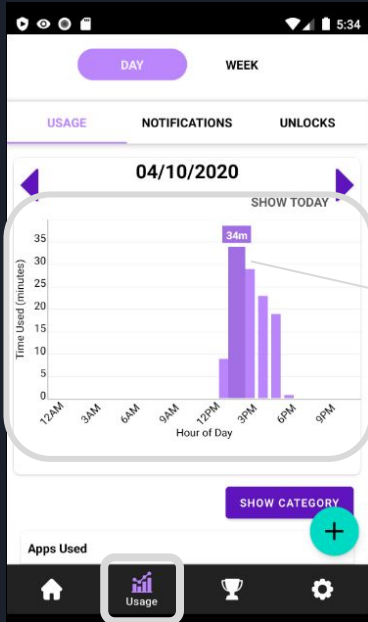 5:34
DAY WEEK
USAGE NOTIFICATIONS UNLOCKS
04/10/2020
SHOW TODAY
34m
35
30
25
20
15
10
5
0
Time Used (minutes)
12AM 3AM 6AM 9AM 12PM 3PM 6PM 9PM
Hour of Day
SHOW CATEGORY
+
Apps Used
Usage